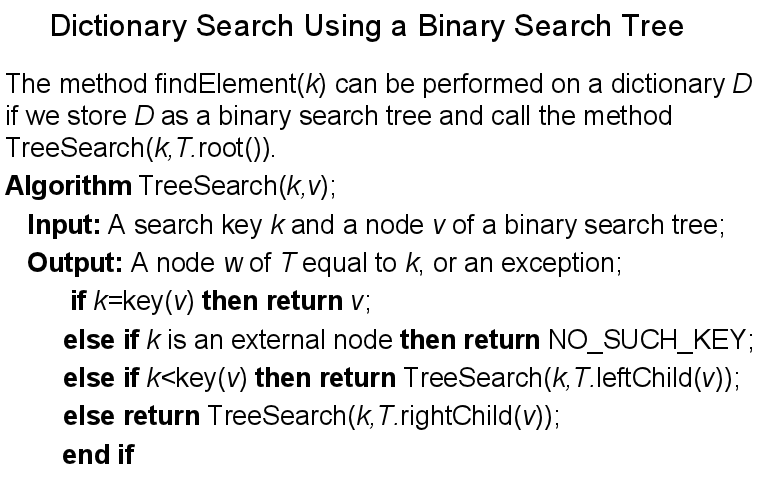 Dictionary Search Using a Binary Search Tree
The method findElement(k) can be performed on a dictionary D
if we store D as a binary search tree and call the method
TreeSearch(k,T.root()).
Algorithm TreeSearch(k,v);
Input: A search key k and a node v of a binary search tree;
Output: A node w of T equal to k, or an exception;
if k=key(v) then return v;
else if k is an external node then return NO_SUCH_KEY;
else if k<key(v) then return TreeSearch(k,T.leftChild(v));
else return TreeSearch(k,T.rightChild(v));
end if